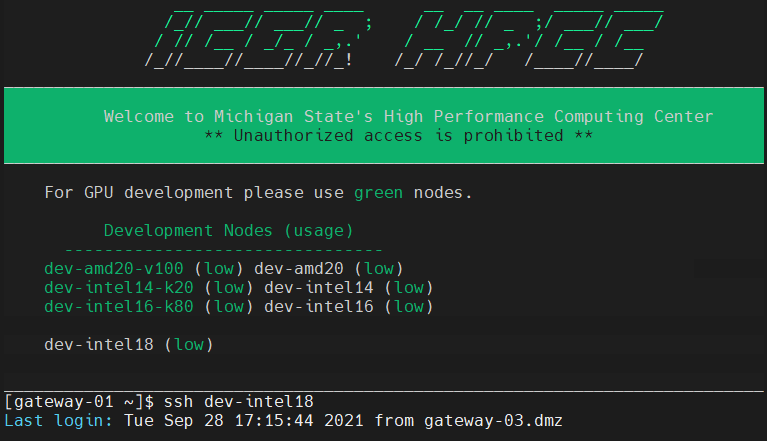 ICER HPCC
Welcome to Michigan State's High Performance Computing Center
** Unauthorized access is prohibited **
For GPU development please use green nodes.
Development Nodes (usage)
---------------------------------
dev-amd20-v100 (low) dev-amd20 (low)
dev-intel14-k20 (low) dev-intel14 (low)
dev-intel16-k80 (low) dev-intel16 (low)
dev-intel18 (low)
[gateway-01 ~]$ ssh dev-intel18
Last login: Tue Sep 28 17:15:44 2021 from gateway-03.dmz